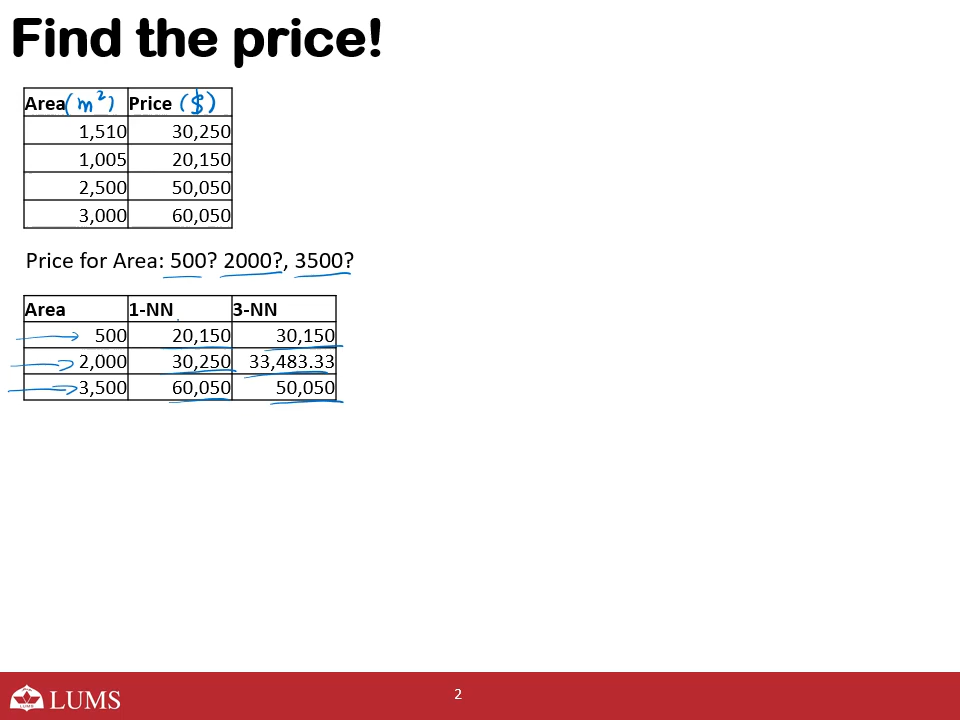 Find the price!
Area (m²) Price ($)
1,510 30,250
1,005 20,150
2,500 50,050
3,000 60,050
Price for Area: 500? 2000?, 3500?
Area 1-NN 3-NN
500 20,150 30,150
2,000 30,250 33,483.33
3,500 60,050 50,050
LUMS LUMS 2